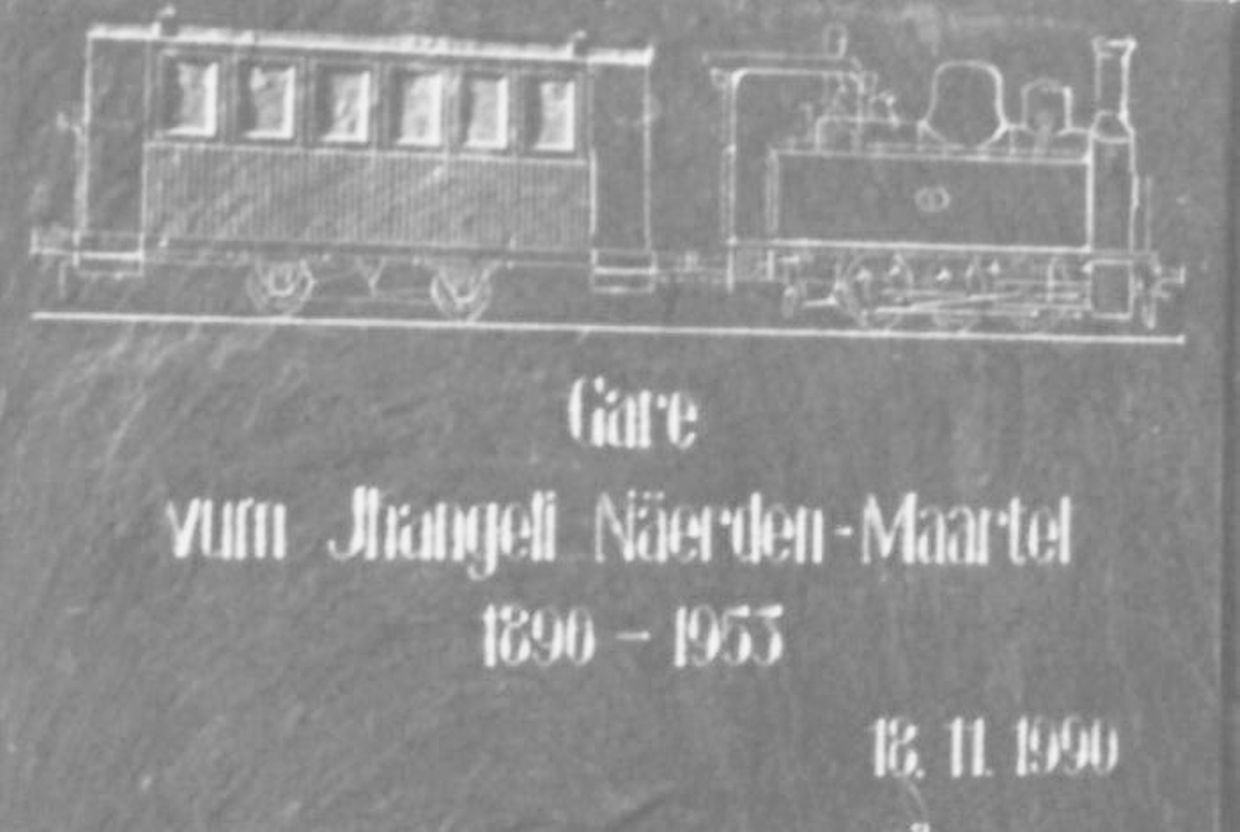 Gare
vum Jhangeli Näerden-Maartel
1890 - 1953
18. 11. 1990